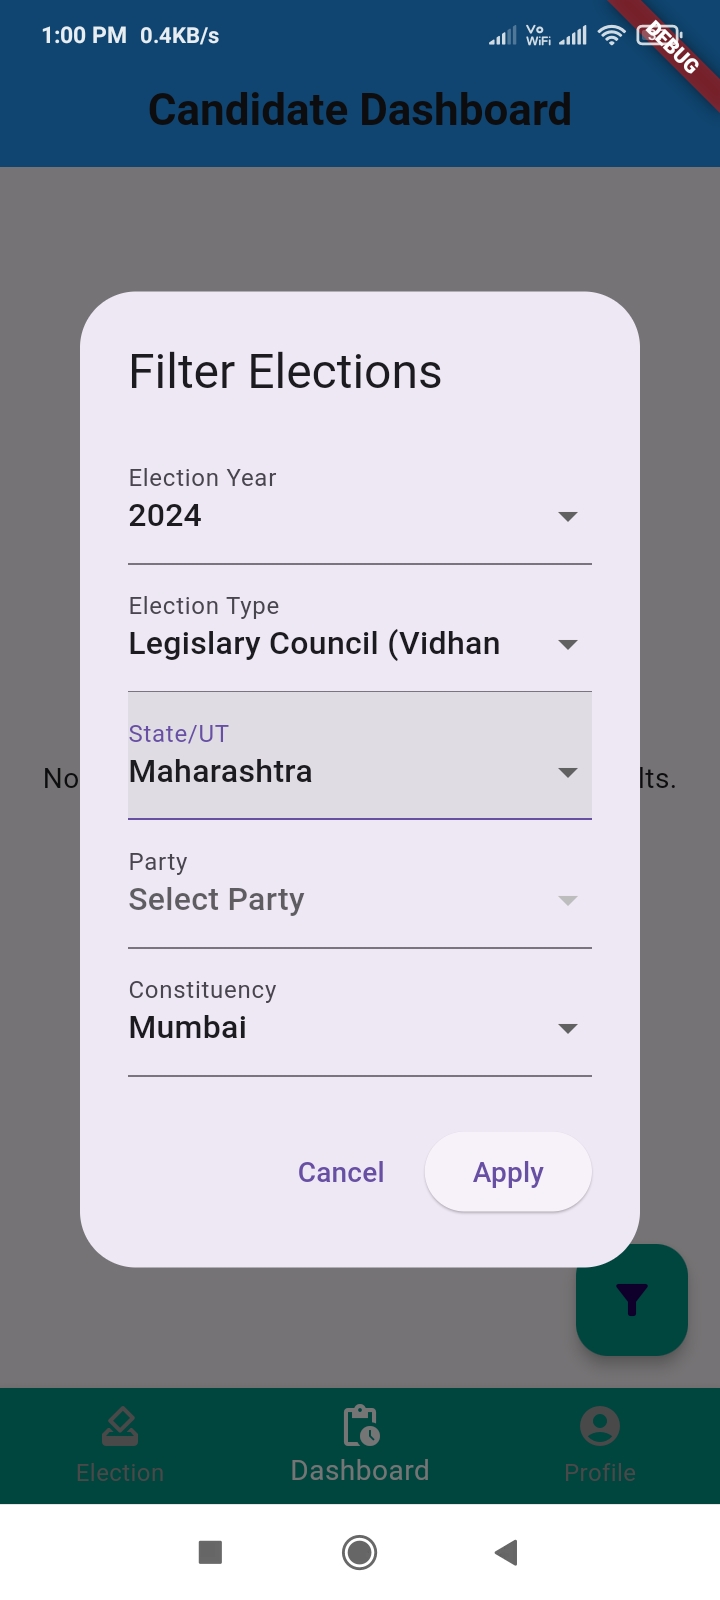 1:00 PM 0.4KB/s
Vo
WiFi
DEBUG
Candidate Dashboard
Filter Elections
Election Year
2024
Election Type
Legislary Council (Vidhan
State/UT
Maharashtra
No lts.
Party
Select Party
Constituency
Mumbai
Cancel Apply
Election Dashboard Profile